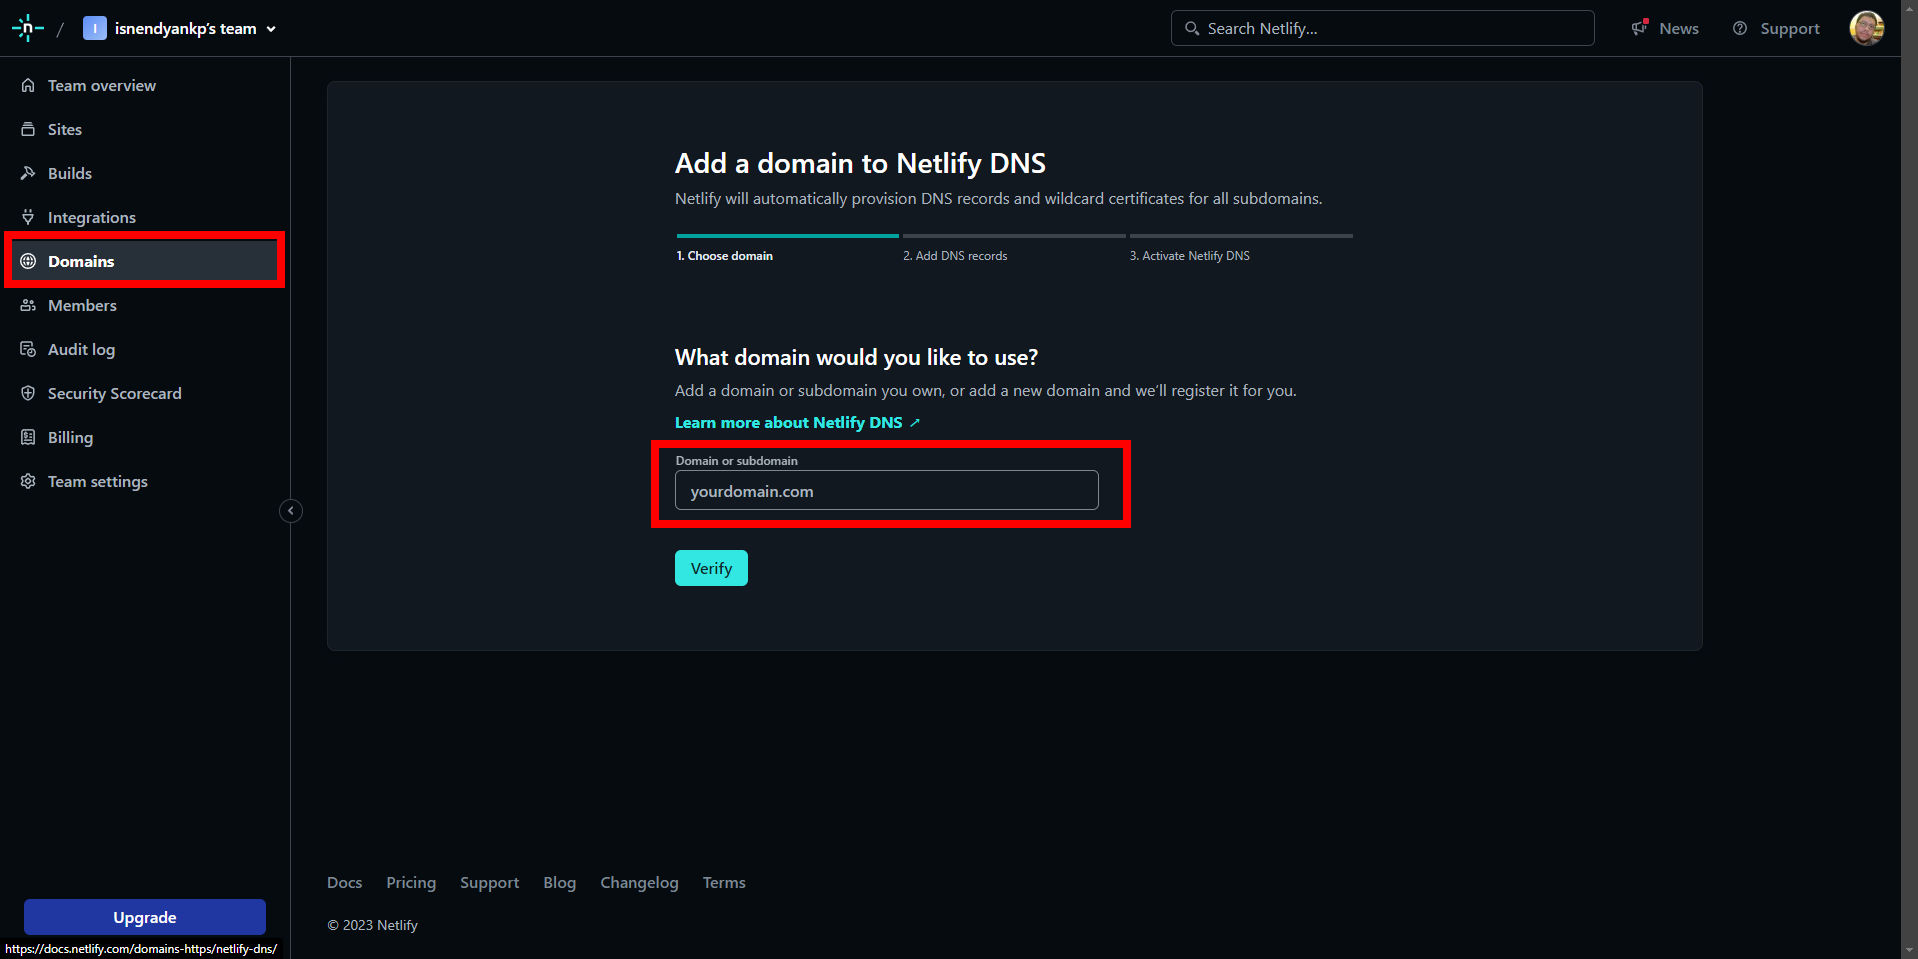 n / I isnendyankp's team
Search Netlify...
News
Support
Team overview
Sites
Builds
Integrations
Domains
Members
Audit log
Security Scorecard
Billing
Team settings
Upgrade
Add a domain to Netlify DNS
Netlify will automatically provision DNS records and wildcard certificates for all subdomains.
1. Choose domain
2. Add DNS records
3. Activate Netlify DNS
What domain would you like to use?
Add a domain or subdomain you own, or add a new domain and we’ll register it for you.
Learn more about Netlify DNS ↗
Domain or subdomain
yourdomain.com
Verify
Docs Pricing Support Blog Changelog Terms
© 2023 Netlify
https://docs.netlify.com/domains-https/netlify-dns/